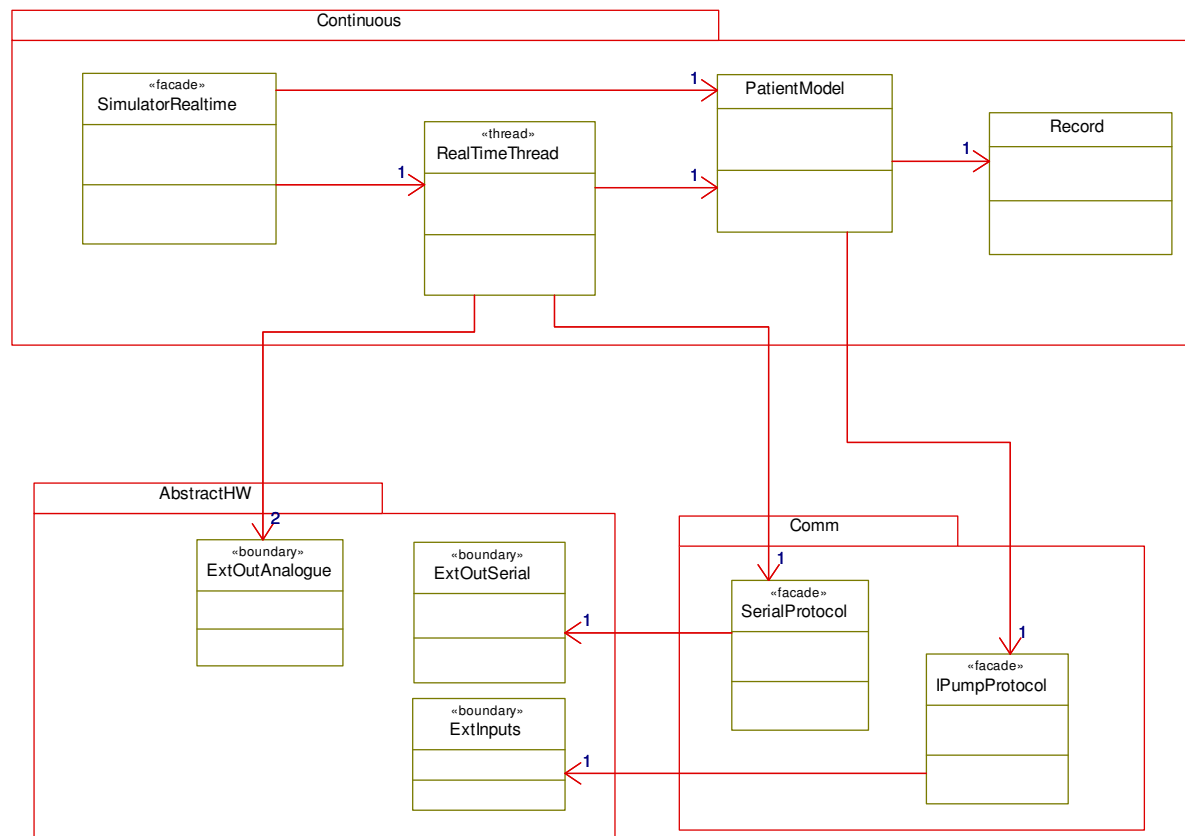 Continuous
«facade»
SimulatorRealtime
1
PatientModel
«thread»
RealTimeThread
1
1
Record
1
AbstractHW
2
«boundary»
ExtOutAnalogue
«boundary»
ExtOutSerial
1
«boundary»
ExtInputs
1
Comm
1
«facade»
SerialProtocol
1
«facade»
IPumpProtocol